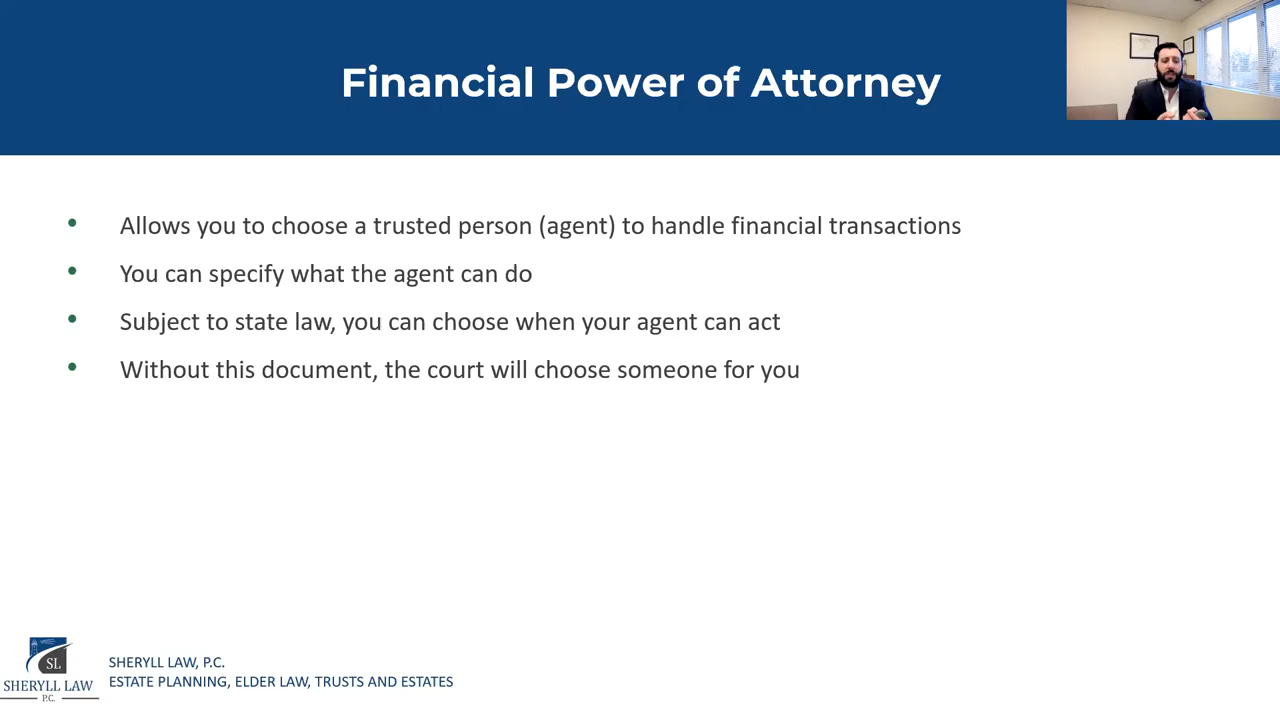 Financial Power of Attorney
• Allows you to choose a trusted person (agent) to handle financial transactions
• You can specify what the agent can do
• Subject to state law, you can choose when your agent can act
• Without this document, the court will choose someone for you
SL
SHERYLL LAW
P.C.
SHERYLL LAW, P.C.
ESTATE PLANNING, ELDER LAW, TRUSTS AND ESTATES